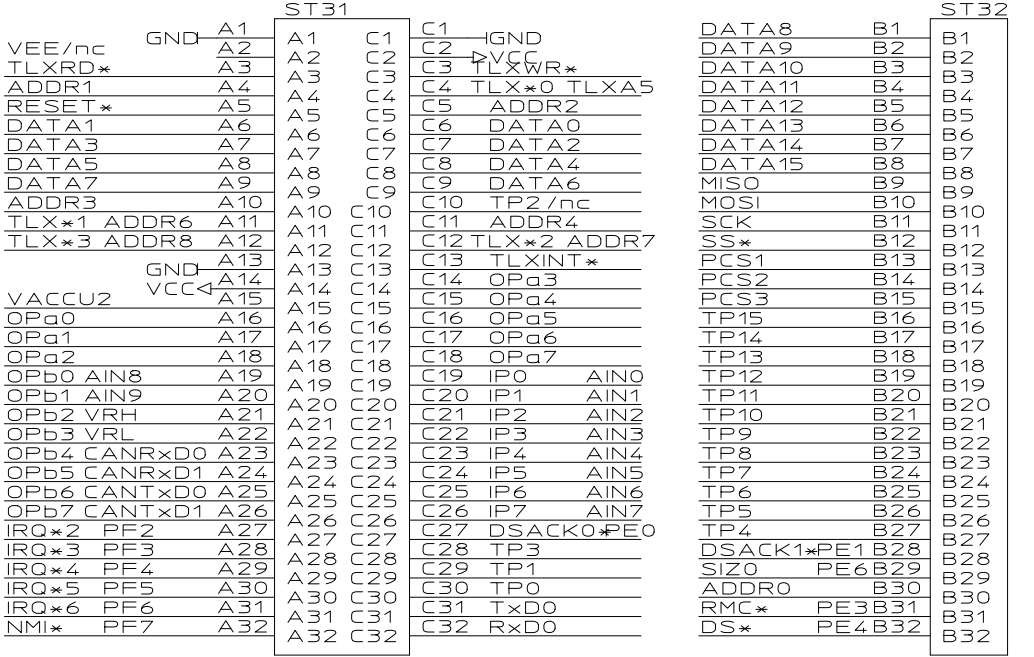 ST31 ST32
GND A1 A1 C1 C1 GND DATA8 B1 B1
VEE/nc A2 A2 C2 C2 VCC DATA9 B2 B2
TLXRD* A3 A3 C3 C3 TLXWR* DATA10 B3 B3
ADDR1 A4 A4 C4 C4 TLX*0 TLXA5 DATA11 B4 B4
RESET* A5 A5 C5 C5 ADDR2 DATA12 B5 B5
DATA1 A6 A6 C6 C6 DATA0 DATA13 B6 B6
DATA3 A7 A7 C7 C7 DATA2 DATA14 B7 B7
DATA5 A8 A8 C8 C8 DATA4 DATA15 B8 B8
DATA7 A9 A9 C9 C9 DATA6 MISO B9 B9
ADDR3 A10 A10 C10 C10 TP2/nc MOSI B10 B10
TLX*1 ADDR6 A11 A11 C11 C11 ADDR4 SCK B11 B11
TLX*3 ADDR8 A12 A12 C12 C12 TLX*2 ADDR7 SS* B12 B12
GND A13 A13 C13 C13 TLXINT* PCS1 B13 B13
VCC A14 A14 C14 C14 OPa3 PCS2 B14 B14
VACCU2 A15 A15 C15 C15 OPa4 PCS3 B15 B15
OPa0 A16 A16 C16 C16 OPa5 TP15 B16 B16
OPa1 A17 A17 C17 C17 OPa6 TP14 B17 B17
OPa2 A18 A18 C18 C18 OPa7 TP13 B18 B18
OPb0 AIN8 A19 A19 C19 C19 IP0 AIN0 TP12 B19 B19
OPb1 AIN9 A20 A20 C20 C20 IP1 AIN1 TP11 B20 B20
OPb2 VRH A21 A21 C21 C21 IP2 AIN2 TP10 B21 B21
OPb3 VRL A22 A22 C22 C22 IP3 AIN3 TP9 B22 B22
OPb4 CANRxD0 A23 A23 C23 C23 IP4 AIN4 TP8 B23 B23
OPb5 CANRxD1 A24 A24 C24 C24 IP5 AIN5 TP7 B24 B24
OPb6 CANTxD0 A25 A25 C25 C25 IP6 AIN6 TP6 B25 B25
OPb7 CANTxD1 A26 A26 C26 C26 IP7 AIN7 TP5 B26 B26
IRQ*2 PF2 A27 A27 C27 C27 DSACK0* PE0 TP4 B27 B27
IRQ*3 PF3 A28 A28 C28 C28 TP3 DSACK1* PE1 B28 B28
IRQ*4 PF4 A29 A29 C29 C29 TP1 SIZ0 PE6 B29 B29
IRQ*5 PF5 A30 A30 C30 C30 TP0 ADDR0 B30 B30
IRQ*6 PF6 A31 A31 C31 C31 TxD0 RMC* PE3 B31 B31
NMI* PF7 A32 A32 C32 C32 RxD0 DS* PE4 B32 B32